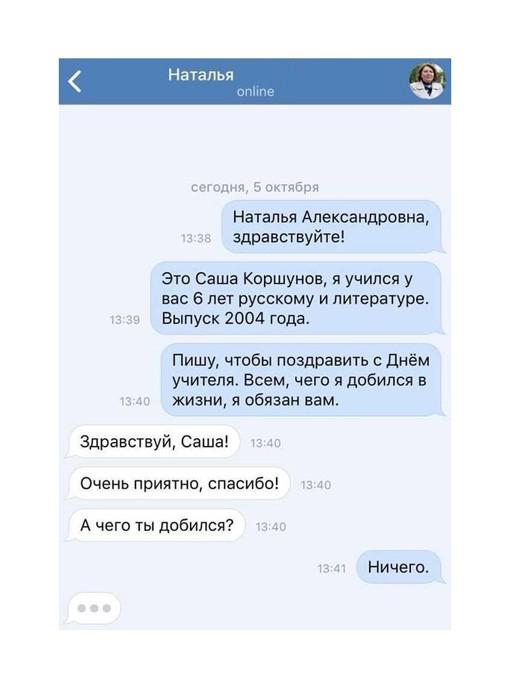 Наталья
online
сегодня, 5 октября
Наталья Александровна,
здравствуйте!
13:38
Это Саша Коршунов, я учился у
вас 6 лет русскому и литературе.
Выпуск 2004 года.
13:39
Пишу, чтобы поздравить с Днём
учителя. Всем, чего я добился в
жизни, я обязан вам.
13:40
Здравствуй, Саша!
13:40
Очень приятно, спасибо!
13:40
А чего ты добился?
13:40
Ничего.
13:41